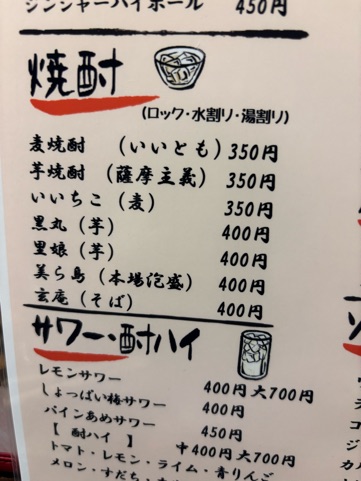 ジンジャーハイボール 450円
焼酎
(ロック・水割り・湯割り)
麦焼酎 (いいとも) 350円
芋焼酎 (薩摩主義) 350円
いいちこ (麦) 350円
黒丸 (芋) 400円
里娘 (芋) 400円
美ら島 (本場泡盛) 400円
玄庵 (そば) 400円
サワー・酎ハイ
レモンサワー 400円 大700円
しょっぱい梅サワー 400円
パインあめサワー 450円
【 酎ハイ 】 中400円 大700円
トマト・レモン・ライム・青りんご
メロン・すだち・